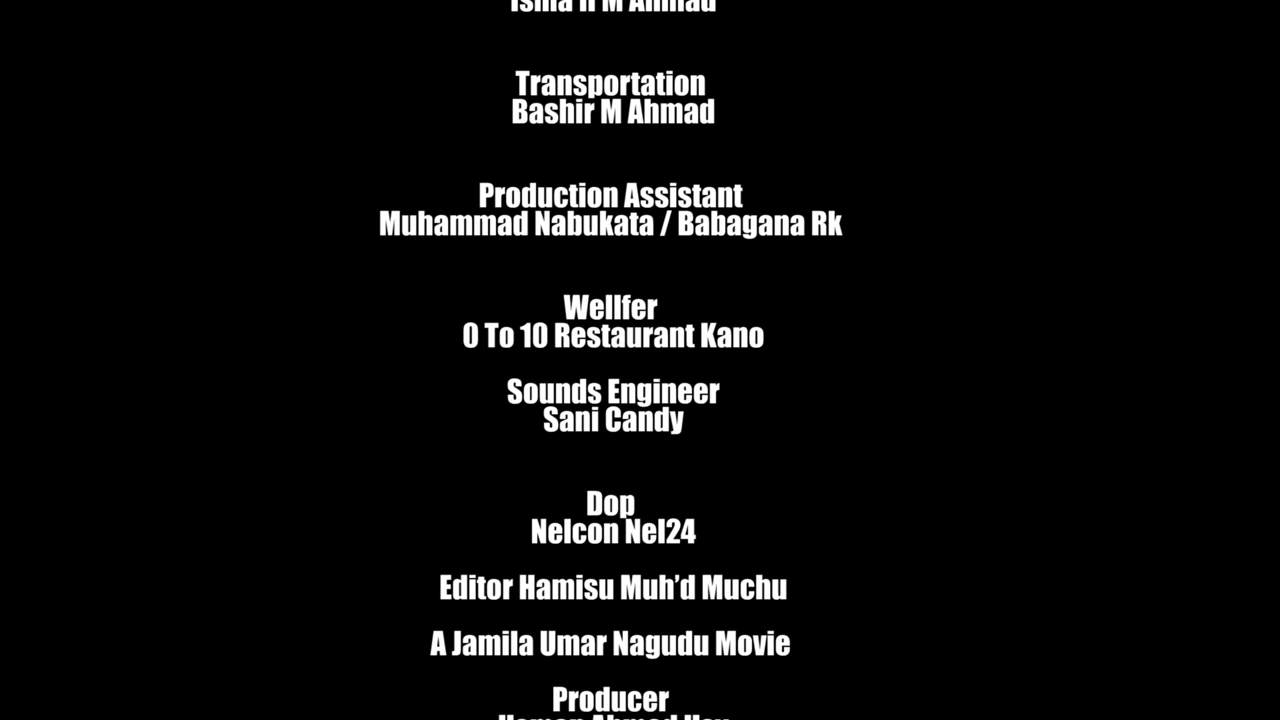 M Ahmad
Transportation
Bashir M Ahmad
Production Assistant
Muhammad Nabukata / Babagana Rk
Wellfer
0 To 10 Restaurant Kano
Sounds Engineer
Sani Candy
Dop
Nelcon Nel24
Editor Hamisu Muh’d Muchu
A Jamila Umar Nagudu Movie
Producer